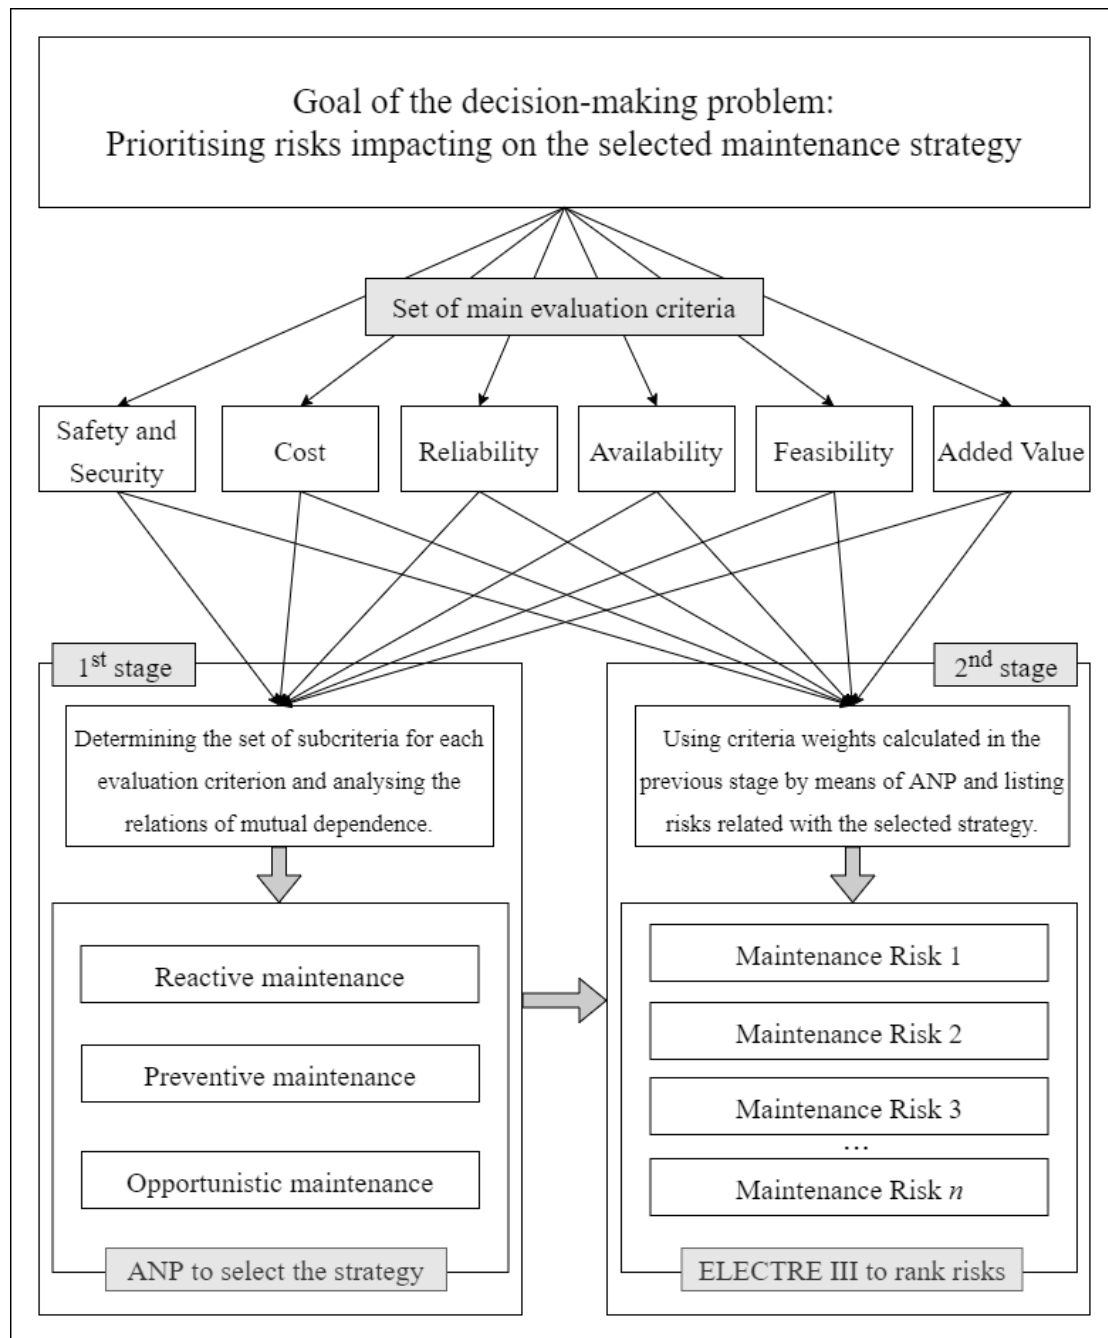 Goal of the decision-making problem:
Prioritising risks impacting on the selected maintenance strategy
Set of main evaluation criteria
Safety and
Security
Cost
Reliability
Availability
Feasibility
Added Value
1st stage
Determining the set of subcriteria for each
evaluation criterion and analysing the
relations of mutual dependence.
Reactive maintenance
Preventive maintenance
Opportunistic maintenance
ANP to select the strategy
2nd stage
Using criteria weights calculated in the
previous stage by means of ANP and listing
risks related with the selected strategy.
Maintenance Risk 1
Maintenance Risk 2
Maintenance Risk 3
...
Maintenance Risk n
ELECTRE III to rank risks